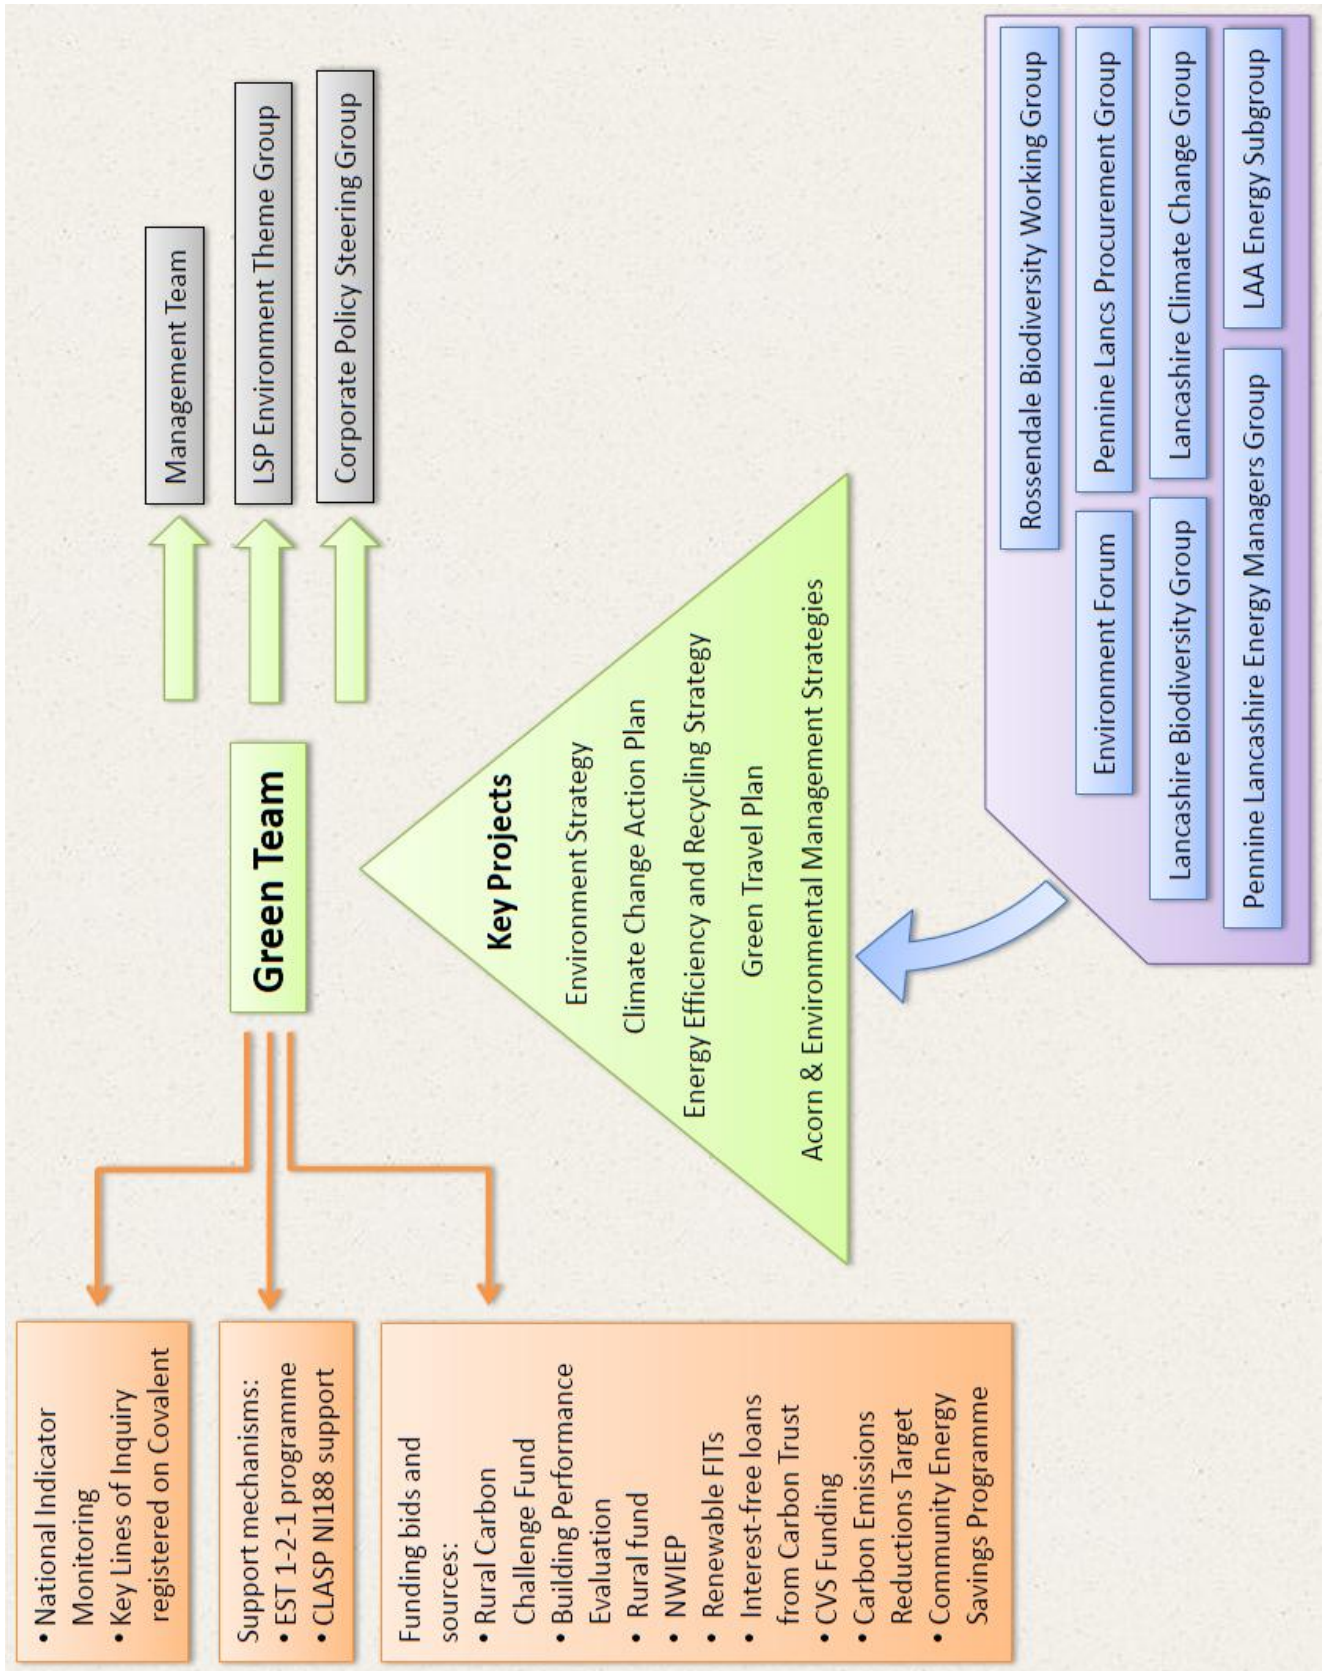 • National Indicator
Monitoring
• Key Lines of Inquiry
registered on Covalent
Support mechanisms:
• EST 1-2-1 programme
• CLASP NI188 support
Funding bids and
sources:
• Rural Carbon
Challenge Fund
• Building Performance
Evaluation
• Rural fund
• NWIEP
• Renewable FITs
• Interest-free loans
from Carbon Trust
• CVS Funding
• Carbon Emissions
Reductions Target
• Community Energy
Savings Programme
Green Team
Management Team
LSP Environment Theme Group
Corporate Policy Steering Group
Key Projects
Environment Strategy
Climate Change Action Plan
Energy Efficiency and Recycling Strategy
Green Travel Plan
Acorn & Environmental Management Strategies
Rossendale Biodiversity Working Group
Environment Forum
Pennine Lancs Procurement Group
Lancashire Biodiversity Group
Lancashire Climate Change Group
Pennine Lancashire Energy Managers Group
LAA Energy Subgroup